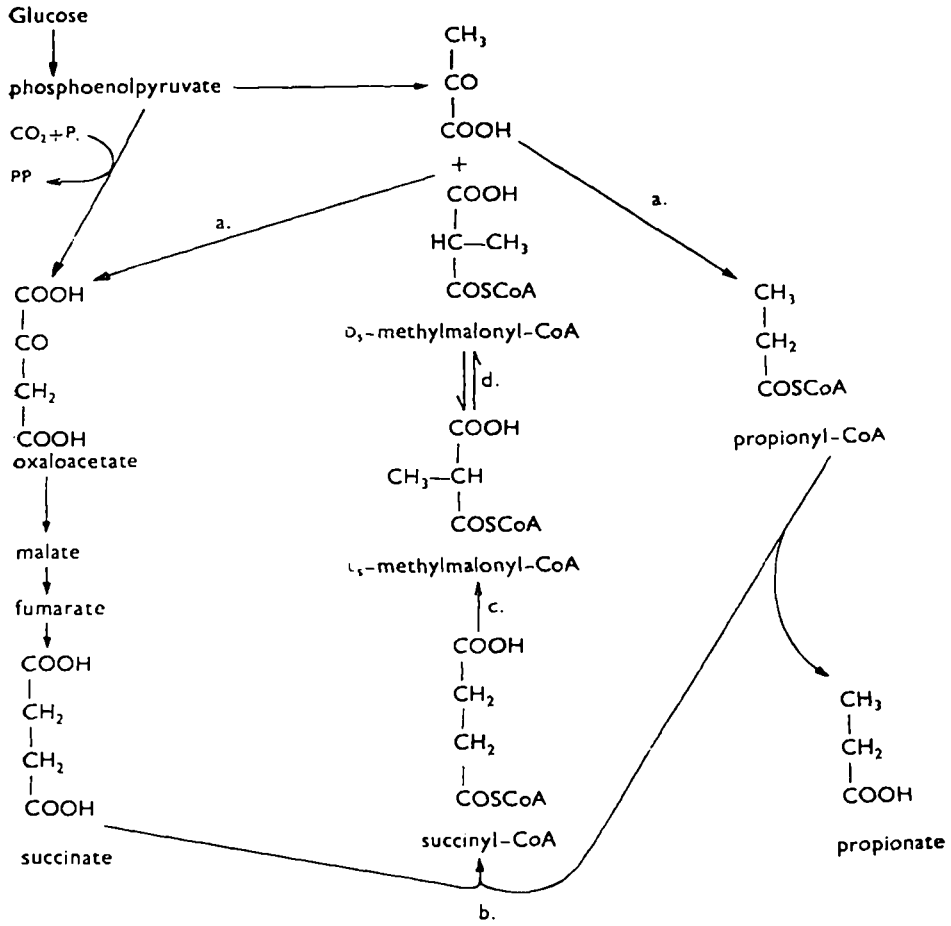 Glucose
phosphoenolpyruvate
CO₂+P.
PP
CH₃
CO
COOH
+
COOH
HC—CH₃
COSCoA
D₅-methylmalonyl-CoA
a.
a.
COOH
CO
CH₂
COOH
oxaloacetate
malate
fumarate
COOH
CH₂
CH₂
COOH
succinate
d.
COOH
CH₃—CH
COSCoA
L₅-methylmalonyl-CoA
c.
COOH
CH₂
CH₂
COSCoA
succinyl-CoA
b.
CH₃
CH₂
COSCoA
propionyl-CoA
CH₃
CH₂
COOH
propionate